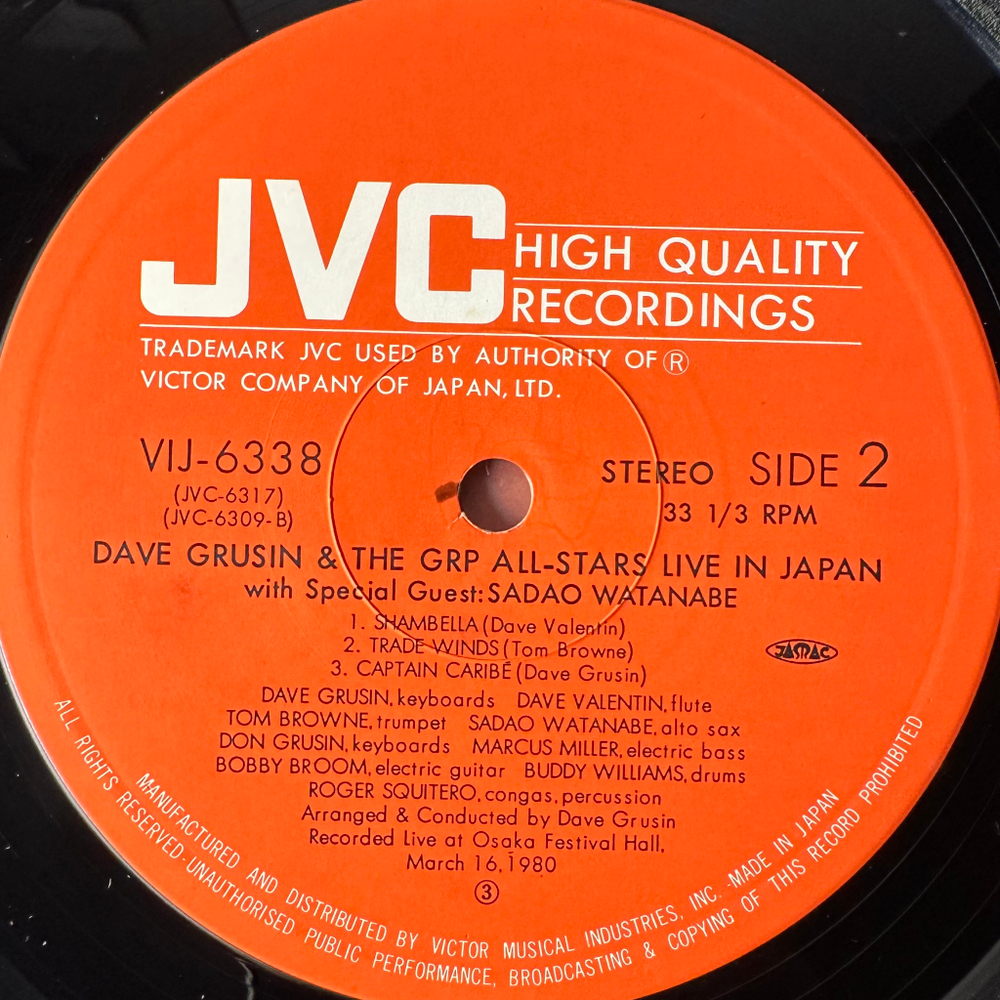 JVC HIGH QUALITY
RECORDINGS
TRADEMARK JVC USED BY AUTHORITY OF Ⓡ
VICTOR COMPANY OF JAPAN, LTD.
VIJ-6338
(JVC-6317)
(JVC-6309-B)
STEREO SIDE 2
33 1/3 RPM
DAVE GRUSIN & THE GRP ALL-STARS LIVE IN JAPAN
with Special Guest: SADAO WATANABE
1. SHAMBELLA (Dave Valentin)
2. TRADE WINDS (Tom Browne)
3. CAPTAIN CARIBÉ (Dave Grusin)
JASRAC
DAVE GRUSIN, keyboards DAVE VALENTIN, flute
TOM BROWNE, trumpet SADAO WATANABE, alto sax
DON GRUSIN, keyboards MARCUS MILLER, electric bass
BOBBY BROOM, electric guitar BUDDY WILLIAMS, drums
ROGER SQUITERO, congas, percussion
Arranged & Conducted by Dave Grusin
Recorded Live at Osaka Festival Hall,
March 16, 1980
③
MANUFACTURED AND DISTRIBUTED BY VICTOR MUSICAL INDUSTRIES, INC. · MADE IN JAPAN
ALL RIGHTS RESERVED · UNAUTHORISED PUBLIC PERFORMANCE, BROADCASTING & COPYING OF THIS RECORD PROHIBITED